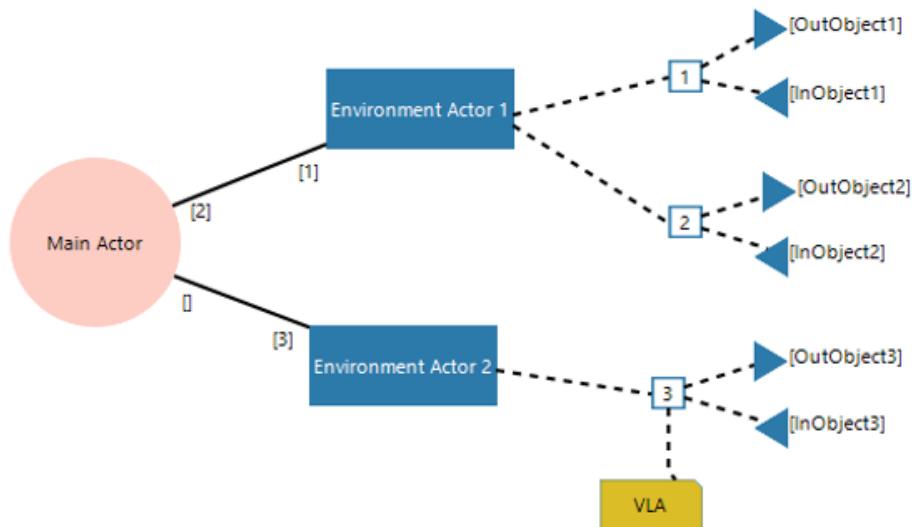 [OutObject1]
1
[InObject1]
Environment Actor 1
[1]
[2]
[OutObject2]
2
[InObject2]
Main Actor
[]
[3]
Environment Actor 2
[OutObject3]
3
[InObject3]
VLA